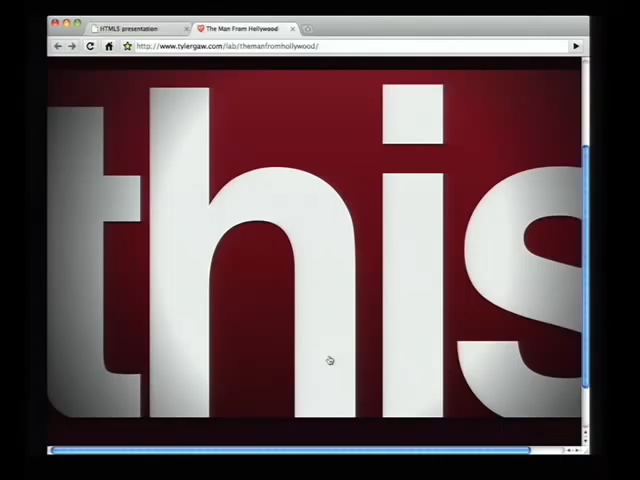 HTML5 presentation
The Man From Hollywood
http://www.tylergaw.com/lab/themanfromhollywood/
this